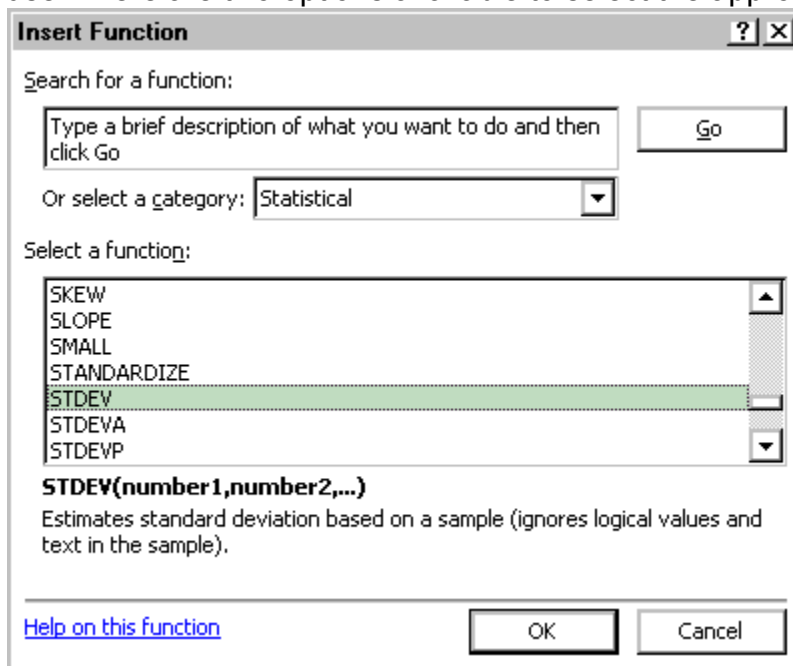 Insert Function
Search for a function:
Type a brief description of what you want to do and then
click Go
Go
Or select a category: Statistical
Select a function:
SKEW
SLOPE
SMALL
STANDARDIZE
STDEV
STDEVA
STDEVP
STDEV(number1,number2,...)
Estimates standard deviation based on a sample (ignores logical values and
text in the sample).
Help on this function
OK
Cancel